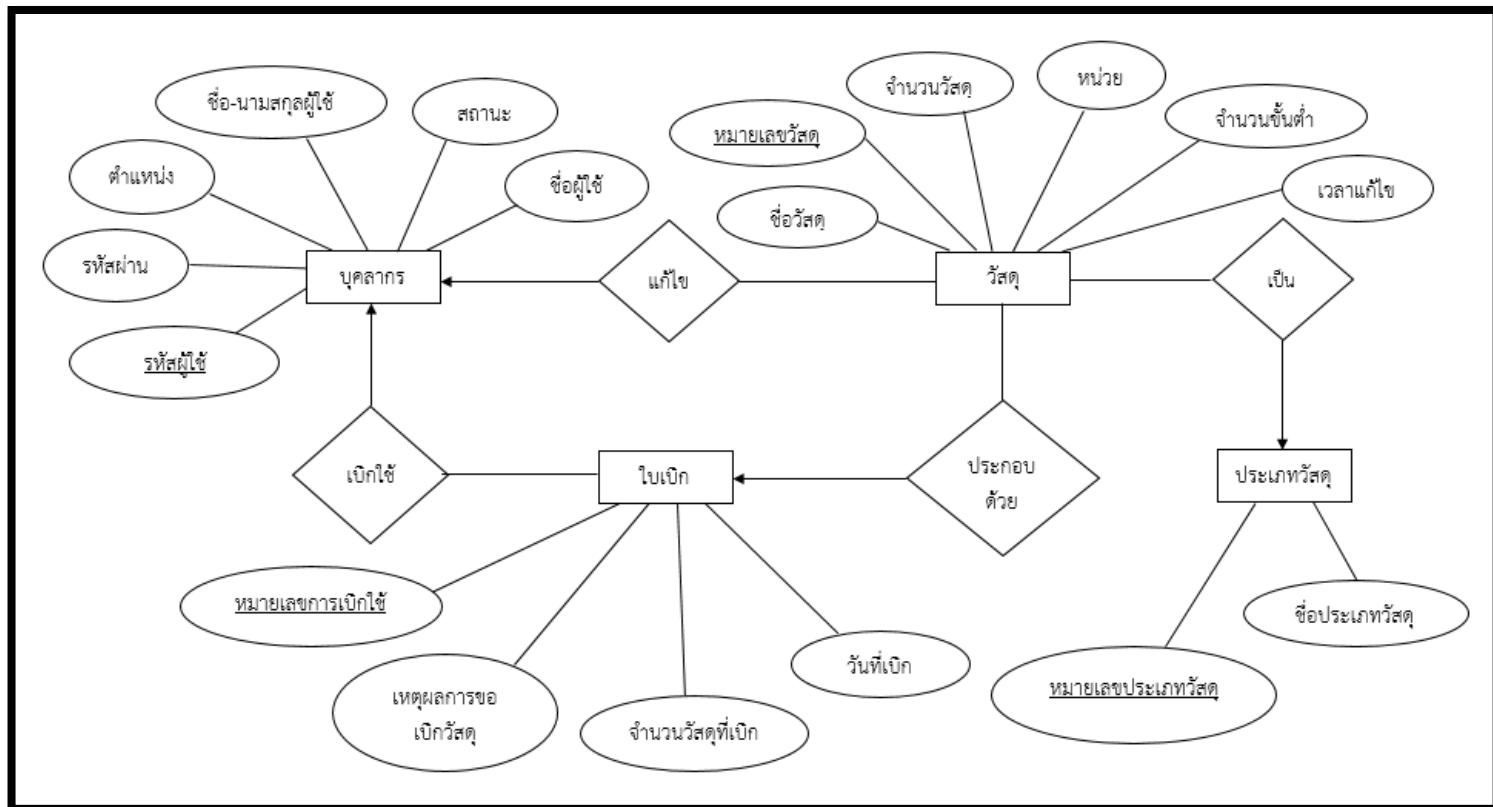 ชื่อ-นามสกุลผู้ใช้
สถานะ
ตำแหน่ง
ชื่อผู้ใช้
รหัสผ่าน
บุคลากร
รหัสผู้ใช้
แก้ไข
จำนวนวัสดุ
หน่วย
หมายเลขวัสดุ
จำนวนขั้นต่ำ
ชื่อวัสดุ
เวลาแก้ไข
วัสดุ
เป็น
เบิกใช้
ใบเบิก
ประกอบ
ด้วย
ประเภทวัสดุ
หมายเลขการเบิกใช้
เหตุผลการขอ
เบิกวัสดุ
จำนวนวัสดุที่เบิก
วันที่เบิก
ชื่อประเภทวัสดุ
หมายเลขประเภทวัสดุ